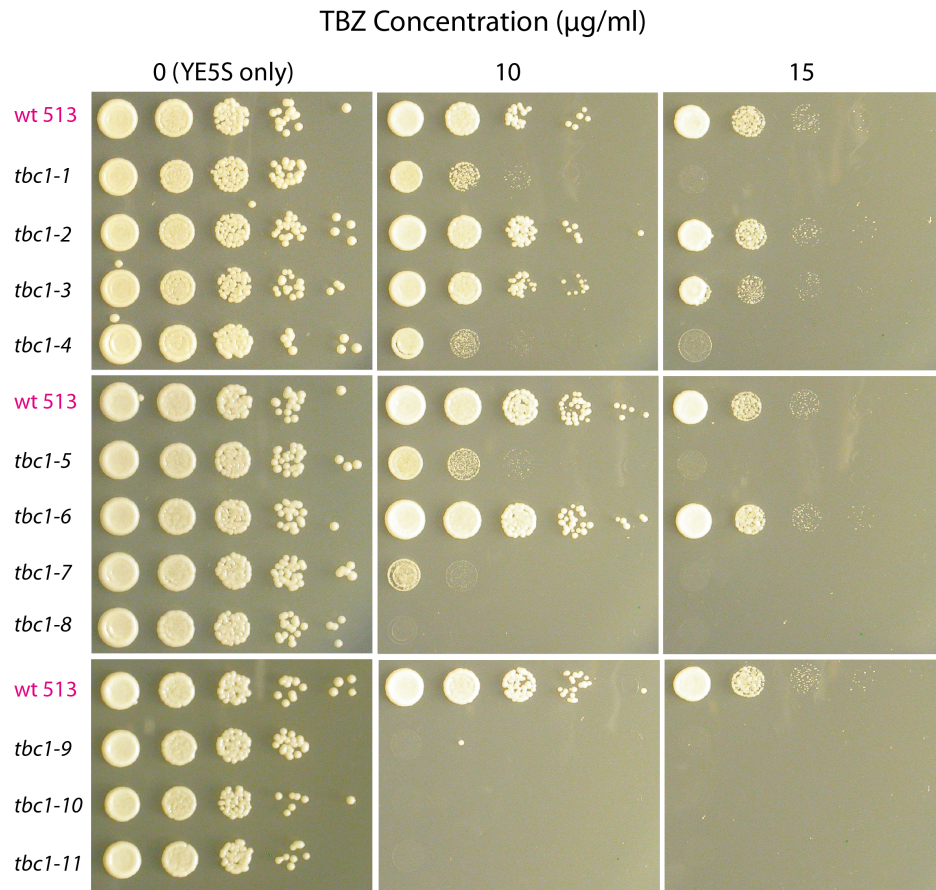 TBZ Concentration (µg/ml)
0 (YE5S only) 10 15
wt 513
tbc1-1
tbc1-2
tbc1-3
tbc1-4
wt 513
tbc1-5
tbc1-6
tbc1-7
tbc1-8
wt 513
tbc1-9
tbc1-10
tbc1-11